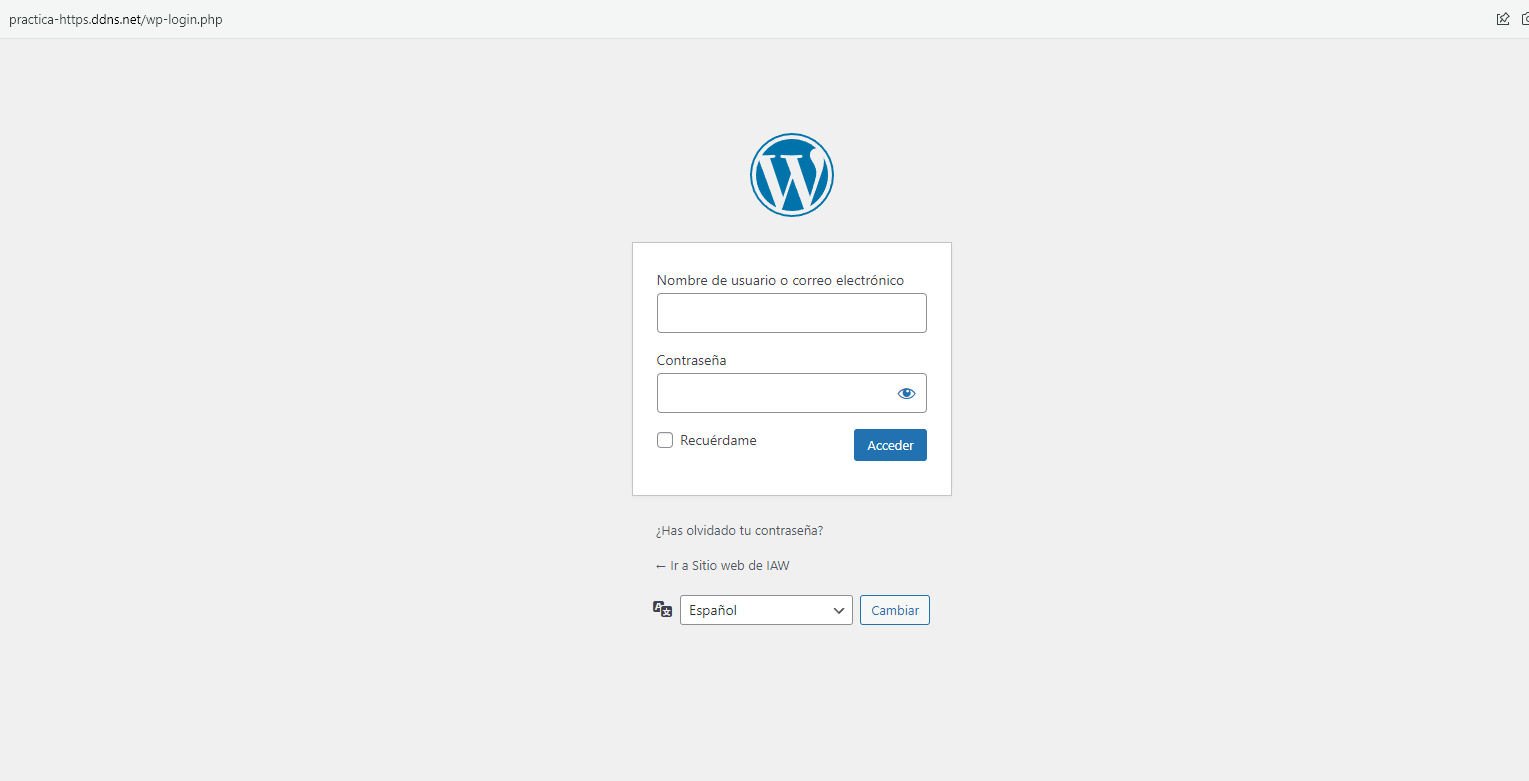 practica-https.ddns.net/wp-login.php
Nombre de usuario o correo electrónico
Contraseña
Recuérdame
Acceder
¿Has olvidado tu contraseña?
← Ir a Sitio web de IAW
Español
Cambiar